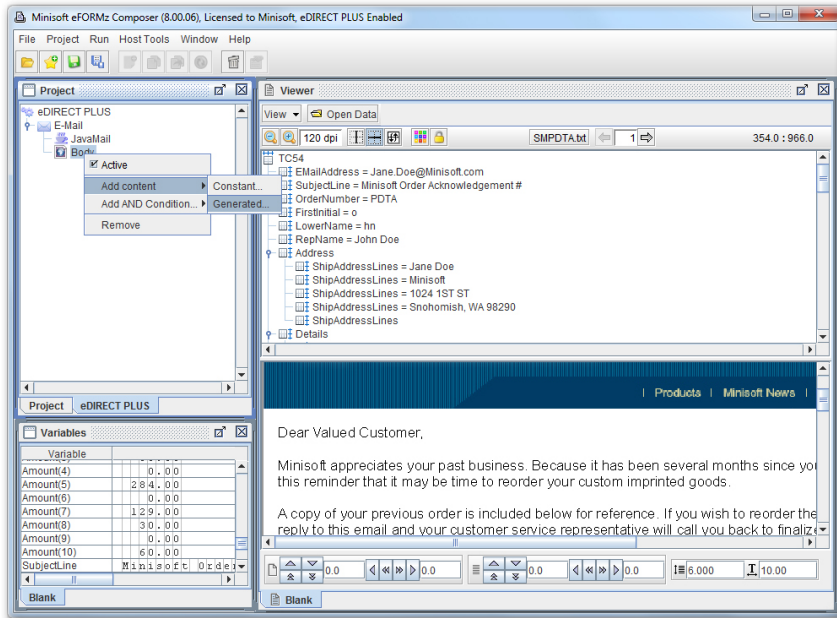 Minisoft eFORMz Composer (8.00.06), Licensed to Minisoft, eDIRECT PLUS Enabled
File Project Run Host Tools Window Help
Project
eDIRECT PLUS
E-Mail
JavaMail
Body
Active
Add content
Add AND Condition...
Remove
Constant...
Generated...
Project eDIRECT PLUS
Variables
Variable
Amount(4) 0.00
Amount(5) 284.00
Amount(6) 0.00
Amount(7) 129.00
Amount(8) 30.00
Amount(9) 0.00
Amount(10) 60.00
SubjectLine Minisoft Order
Blank
Viewer
View Open Data
120 dpi SMPDTA.txt 1 354.0 : 966.0
TC54
EMailAddress = Jane.Doe@Minisoft.com
SubjectLine = Minisoft Order Acknowledgement #
OrderNumber = PDTA
FirstInitial = o
LowerName = hn
RepName = John Doe
Address
ShipAddressLines = Jane Doe
ShipAddressLines = Minisoft
ShipAddressLines = 1024 1ST ST
ShipAddressLines = Snohomish, WA 98290
ShipAddressLines
Details
| Products | Minisoft News |
Dear Valued Customer,
Minisoft appreciates your past business. Because it has been several months since you
this reminder that it may be time to reorder your custom imprinted goods.
A copy of your previous order is included below for reference. If you wish to reorder the
reply to this email and your customer service representative will call you back to finalize
0.0 0.0 0.0 0.0 6.000 10.00
Blank